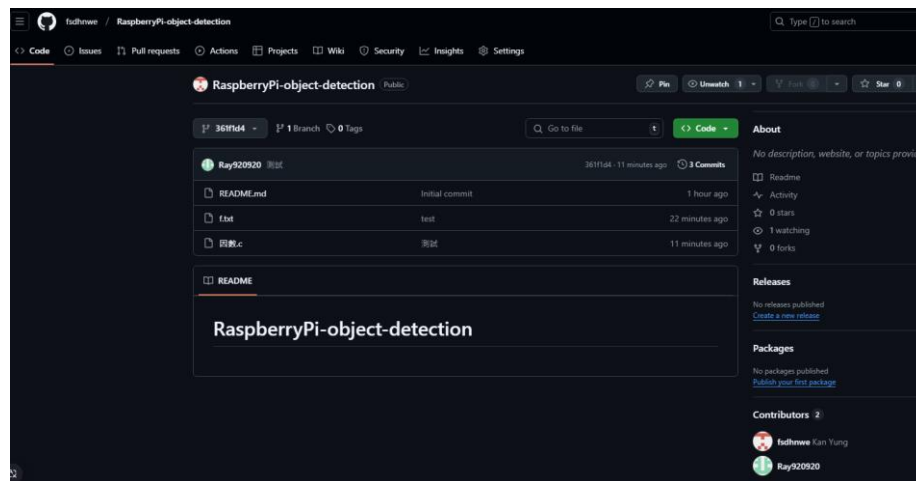 fsdhnwe / RaspberryPi-object-detection
Q Type / to search
<> Code Issues Pull requests Actions Projects Wiki Security Insights Settings
RaspberryPi-object-detection Public
Pin Unwatch 1 Fork Star 0
361f1d4 1 Branch 0 Tags
Go to file t <> Code
Ray920920 測試 361f1d4 · 11 minutes ago 3 Commits
README.md Initial commit 1 hour ago
f.txt test 22 minutes ago
因數.c 測試 11 minutes ago
README
RaspberryPi-object-detection
About
No description, website, or topics provi
Readme
Activity
0 stars
1 watching
0 forks
Releases
No releases published
Create a new release
Packages
No packages published
Publish your first package
Contributors 2
fsdhnwe Kan Yung
Ray920920